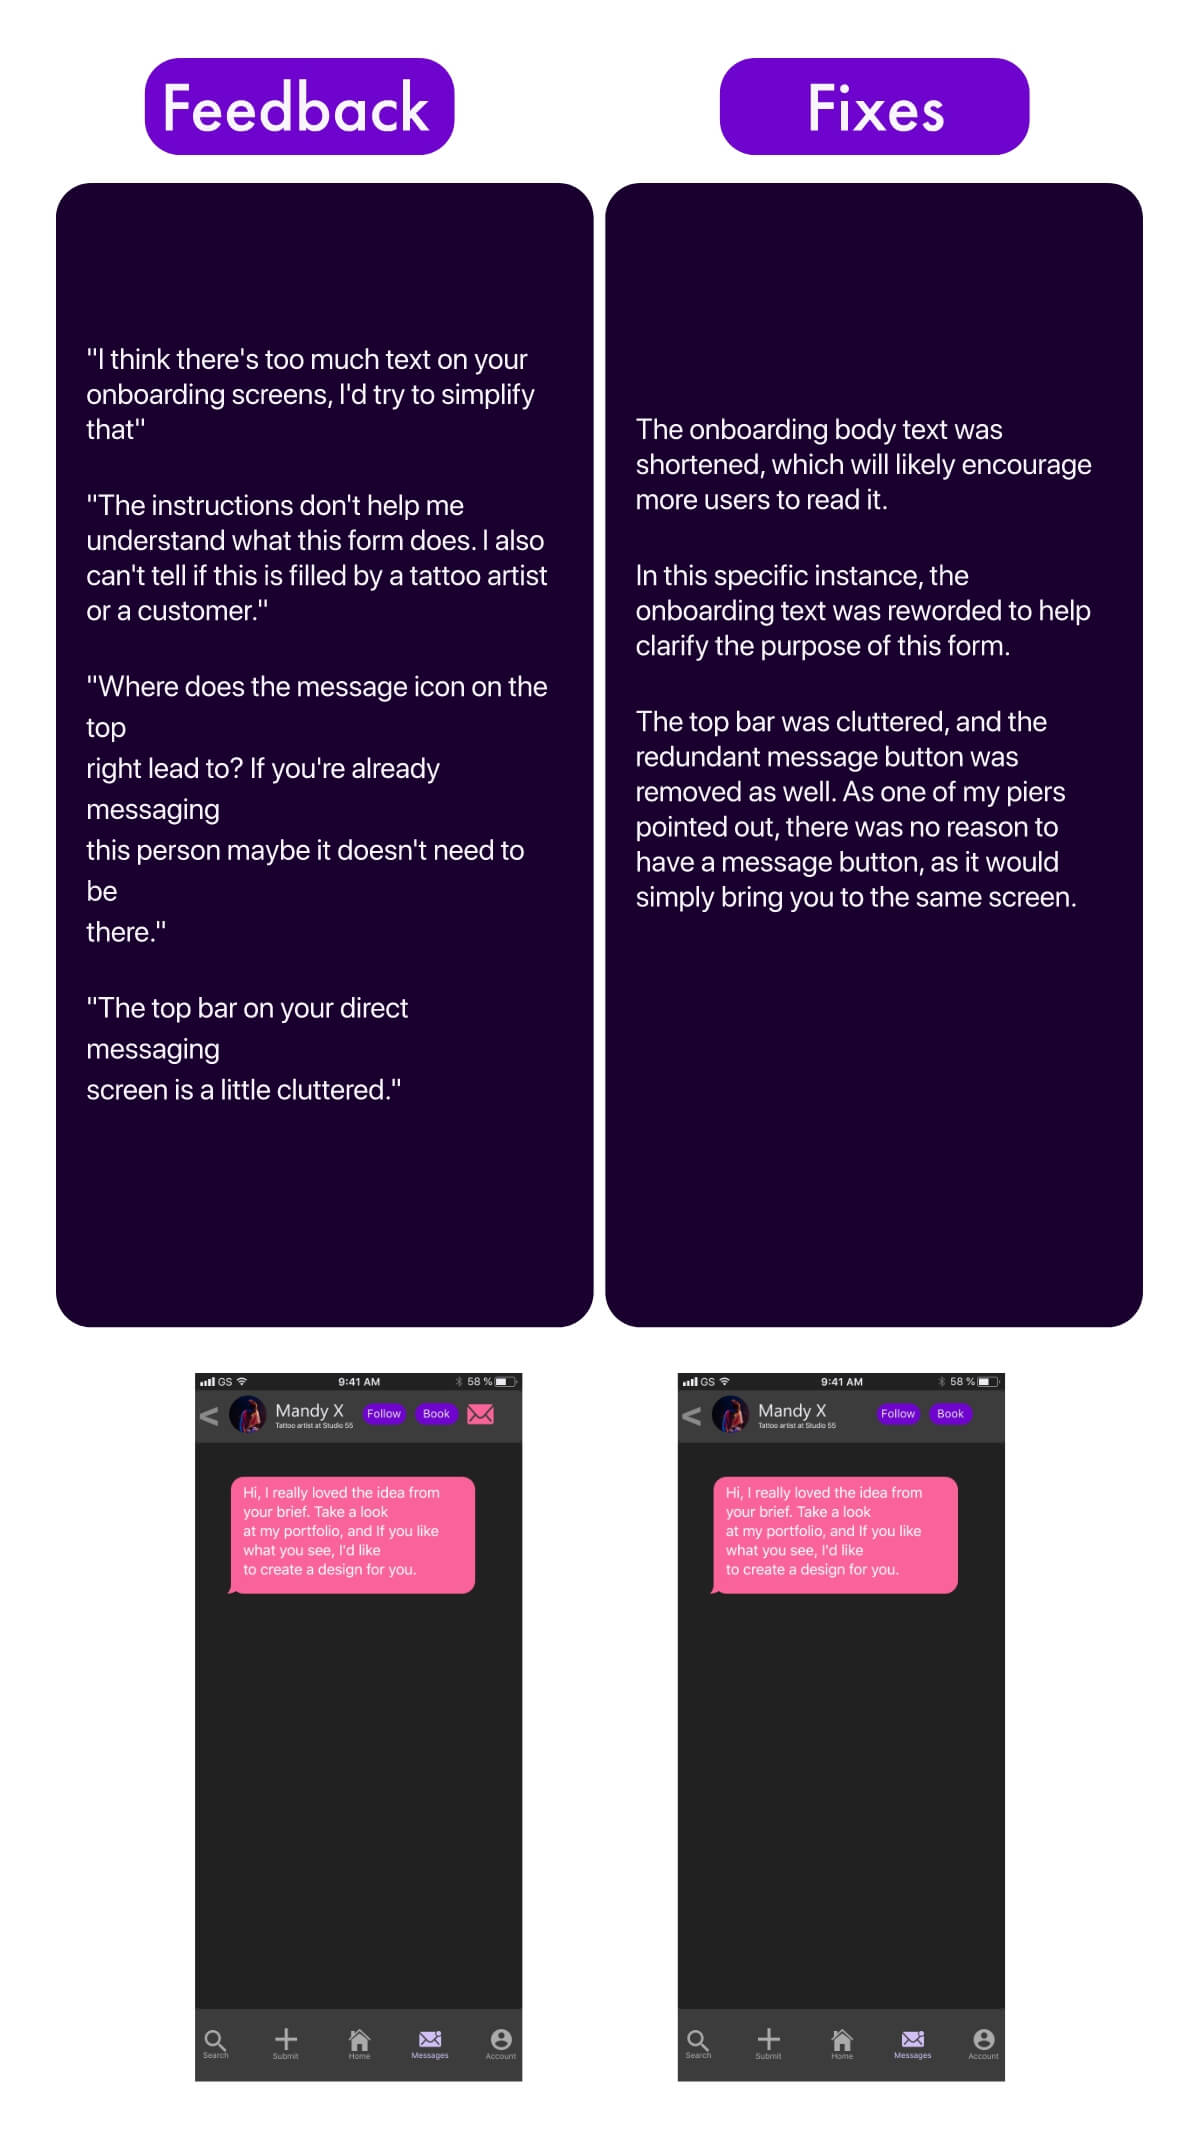 Feedback
"I think there's too much text on your
onboarding screens, I'd try to simplify
that"
"The instructions don't help me
understand what this form does. I also
can't tell if this is filled by a tattoo artist
or a customer."
"Where does the message icon on the
top
right lead to? If you're already
messaging
this person maybe it doesn't need to
be
there."
"The top bar on your direct
messaging
screen is a little cluttered."
Fixes
The onboarding body text was
shortened, which will likely encourage
more users to read it.
In this specific instance, the
onboarding text was reworded to help
clarify the purpose of this form.
The top bar was cluttered, and the
redundant message button was
removed as well. As one of my piers
pointed out, there was no reason to
have a message button, as it would
simply bring you to the same screen.
GS 9:41 AM 58 %
< Mandy X Follow Book
Tattoo artist at Studio 55
Hi, I really loved the idea from
your brief. Take a look
at my portfolio, and If you like
what you see, I'd like
to create a design for you.
Search Submit Home Messages Account
GS 9:41 AM 58 %
< Mandy X Follow Book
Tattoo artist at Studio 55
Hi, I really loved the idea from
your brief. Take a look
at my portfolio, and If you like
what you see, I'd like
to create a design for you.
Search Submit Home Messages Account